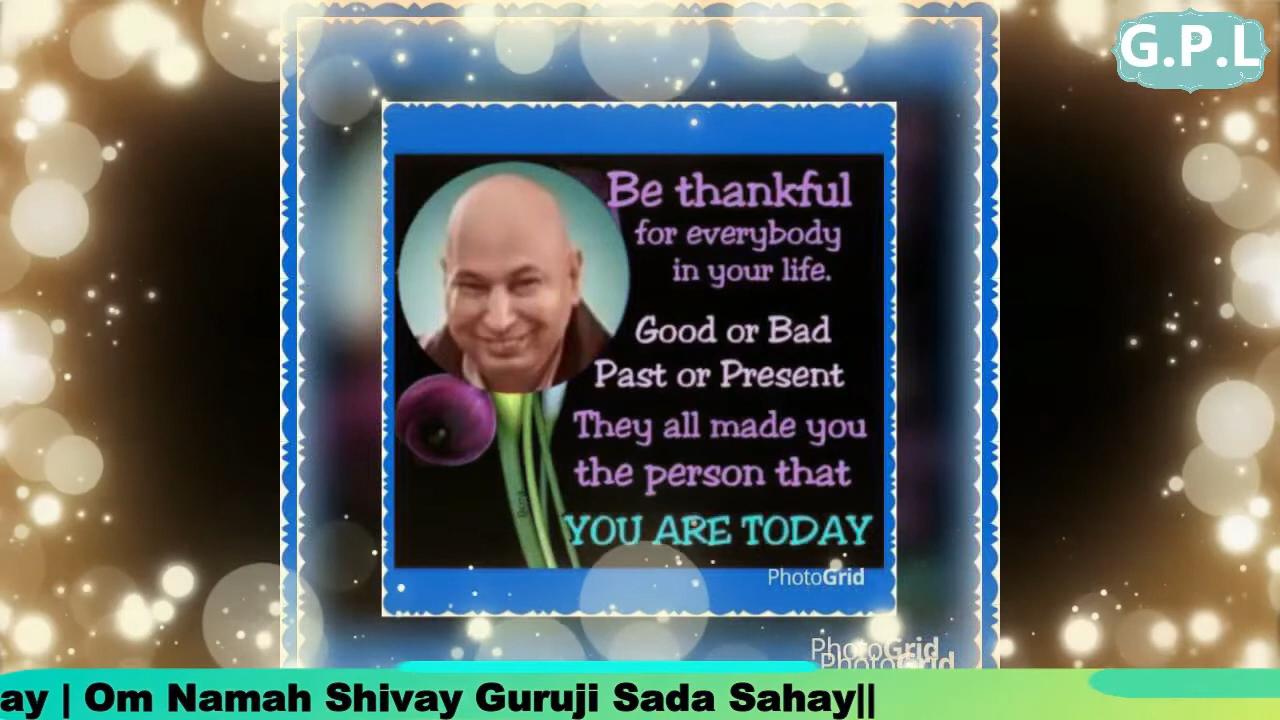 G.P.L
Be thankful
for everybody
in your life.
Good or Bad
Past or Present
They all made you
the person that
YOU ARE TODAY
PhotoGrid
PhotoGrid
PhotoGrid
ay | Om Namah Shivay Guruji Sada Sahay||